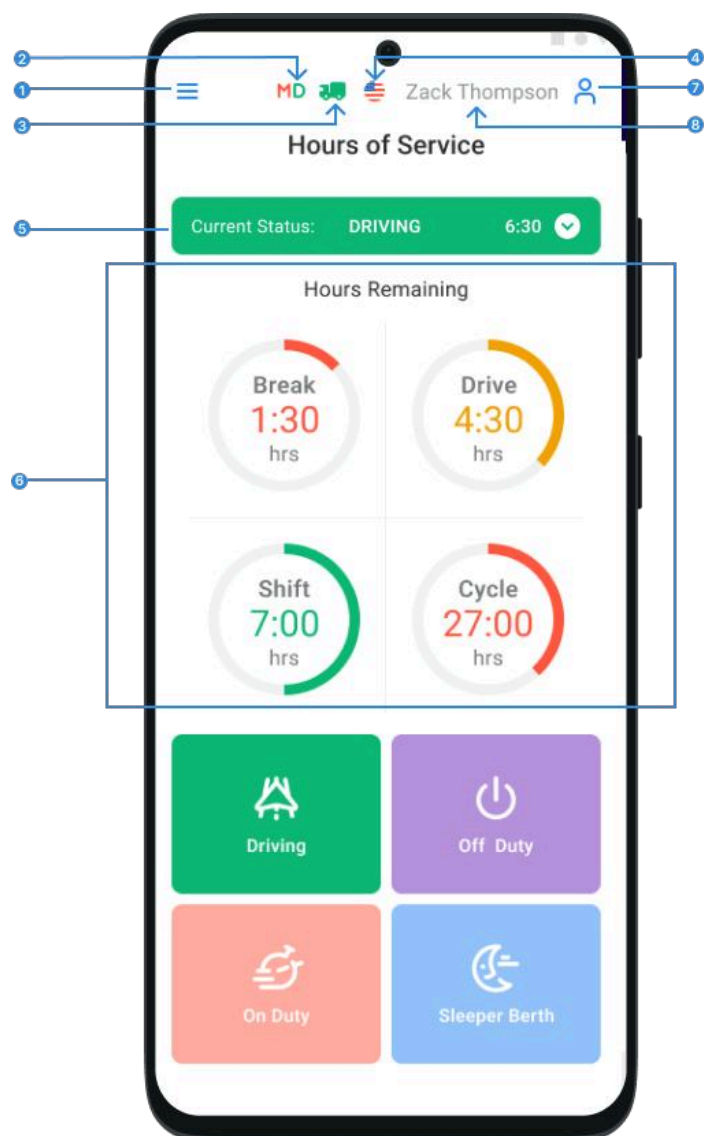 2
4
1
MD
Zack Thompson
7
3
8
Hours of Service
5
Current Status: DRIVING 6:30
Hours Remaining
Break
1:30
hrs
Drive
4:30
hrs
6
Shift
7:00
hrs
Cycle
27:00
hrs
Driving
Off Duty
On Duty
Sleeper Berth